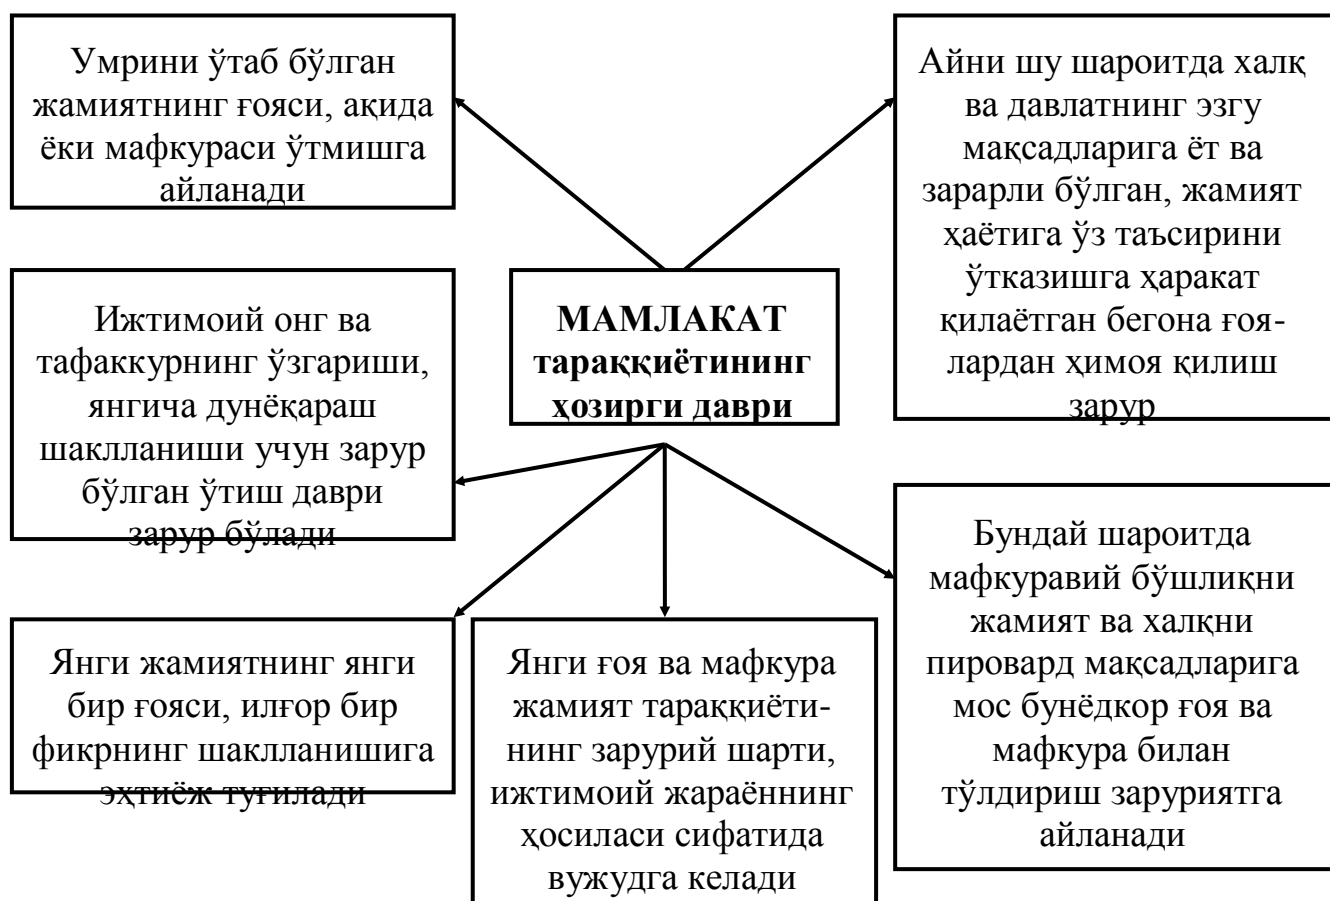 Умрини ўтаб бўлган
жамиятнинг ғояси, ақида
ёки мафкураси ўтмишга
айланади
Айни шу шароитда халқ
ва давлатнинг эзгу
мақсадларига ёт ва
зарарли бўлган, жамият
ҳаётига ўз таъсирини
ўтказишга ҳаракат
қилаётган бегона ғоя-
лардан ҳимоя қилиш
зарур
МАМЛАКАТ
тараққиётининг
ҳозирги даври
Ижтимоий онг ва
тафаккурнинг ўзгариши,
янгича дунёқараш
шаклланиши учун зарур
бўлган ўтиш даври
зарур бўлади
Бундай шароитда
мафкуравий бўшлиқни
жамият ва халқни
пировард мақсадларига
мос бунёдкор ғоя ва
мафкура билан
тўлдириш заруриятга
айланади
Янги жамиятнинг янги
бир ғояси, илғор бир
фикрнинг шаклланишига
эҳтиёж туғилади
Янги ғоя ва мафкура
жамият тараққиёти-
нинг зарурий шарти,
ижтимоий жараённинг
ҳосиласи сифатида
вужудга келади